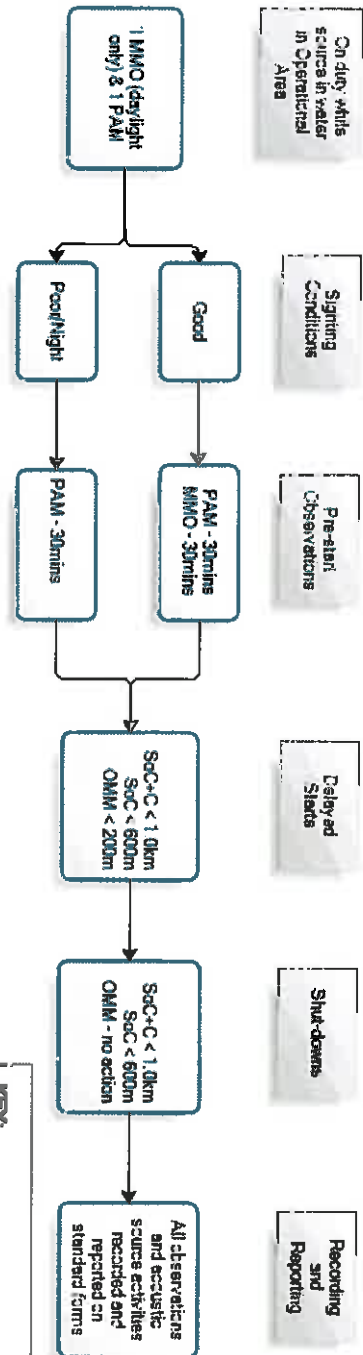 On duty while
source in water
in Operational
Area
Sighting
Conditions
Pre-start
Observations
Delayed
Starts
Shut-downs
Recording
and
Reporting
1 MMO (daylight
only) & 1 PAM
Good
Poor/Night
PAM - 30mins
MMO - 30mins
PAM - 30mins
SoC+C < 1.0km
SoC < 600m
OMM < 200m
SoC+C < 1.0km
SoC < 600m
OMM - no action
All observations
and acoustic
source activities
recorded and
reported on
standard forms
KEY: